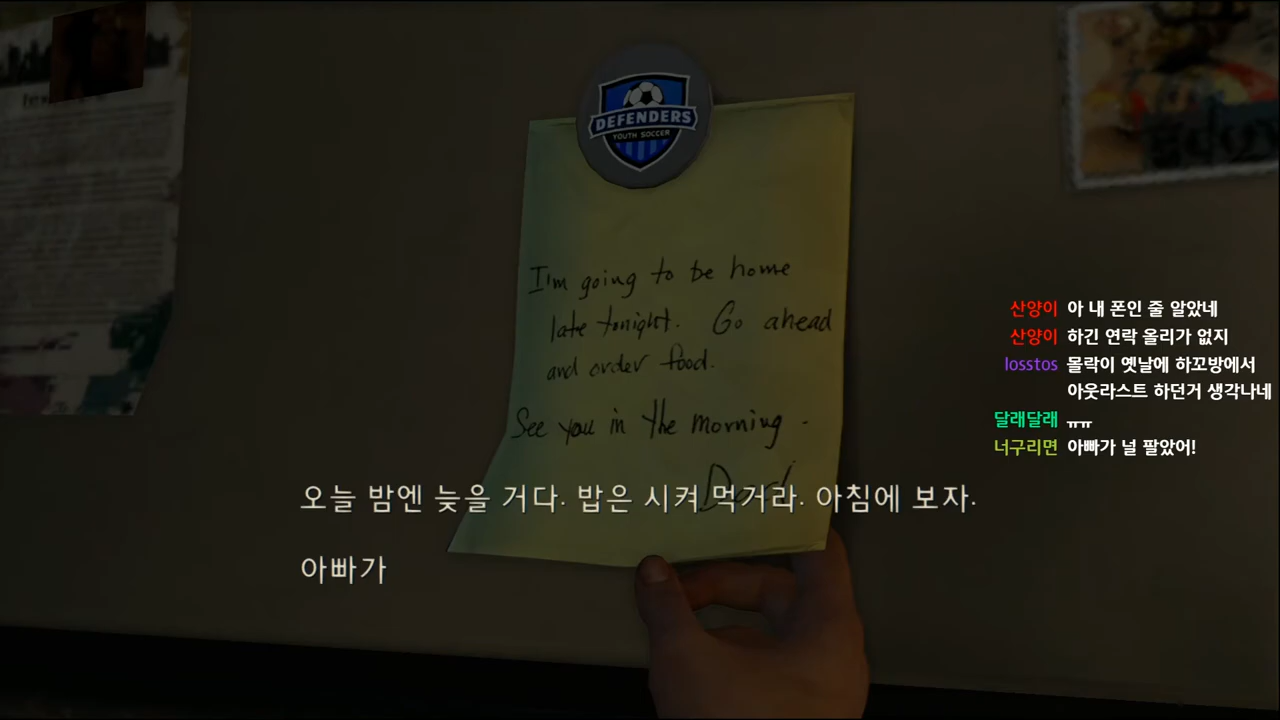 DEFENDERS
YOUTH SOCCER
I'm going to be home
late tonight. Go ahead
and order food.
See you in the morning.
Dad
오늘 밤엔 늦을 거다. 밥은 시켜 먹거라. 아침에 보자.
아빠가
산양이 아 내 폰인 줄 알았네
산양이 하긴 연락 올리가 없지
losstos 몰락이 옛날에 하꼬방에서
아웃라스트 하던거 생각나네
달래달래 ㅠㅠ
너구리면 아빠가 널 팔았어!